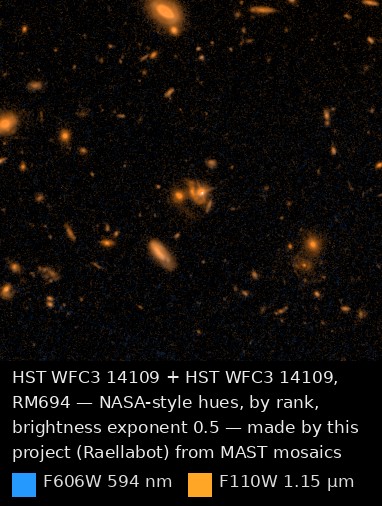 HST WFC3 14109 + HST WFC3 14109,
RM694 — NASA-style hues, by rank,
brightness exponent 0.5 — made by this
project (Raellabot) from MAST mosaics
F606W 594 nm F110W 1.15 µm